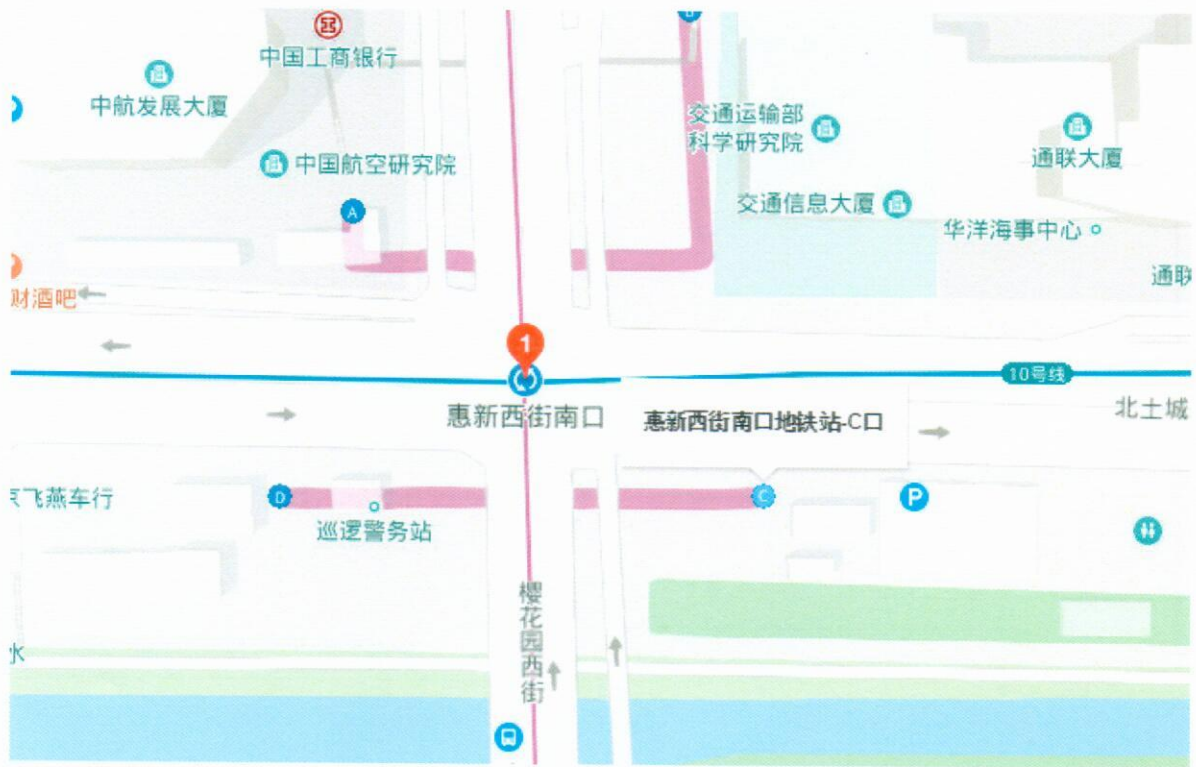 中国工商银行
中航发展大厦
交通运输部
科学研究院
通联大厦
中国航空研究院
A
交通信息大厦
华洋海事中心
通联
财酒吧
1
10号线
惠新西街南口
惠新西街南口地铁站-C口
北土城
飞燕车行
D
C
P
巡逻警务站
樱花园西街
水